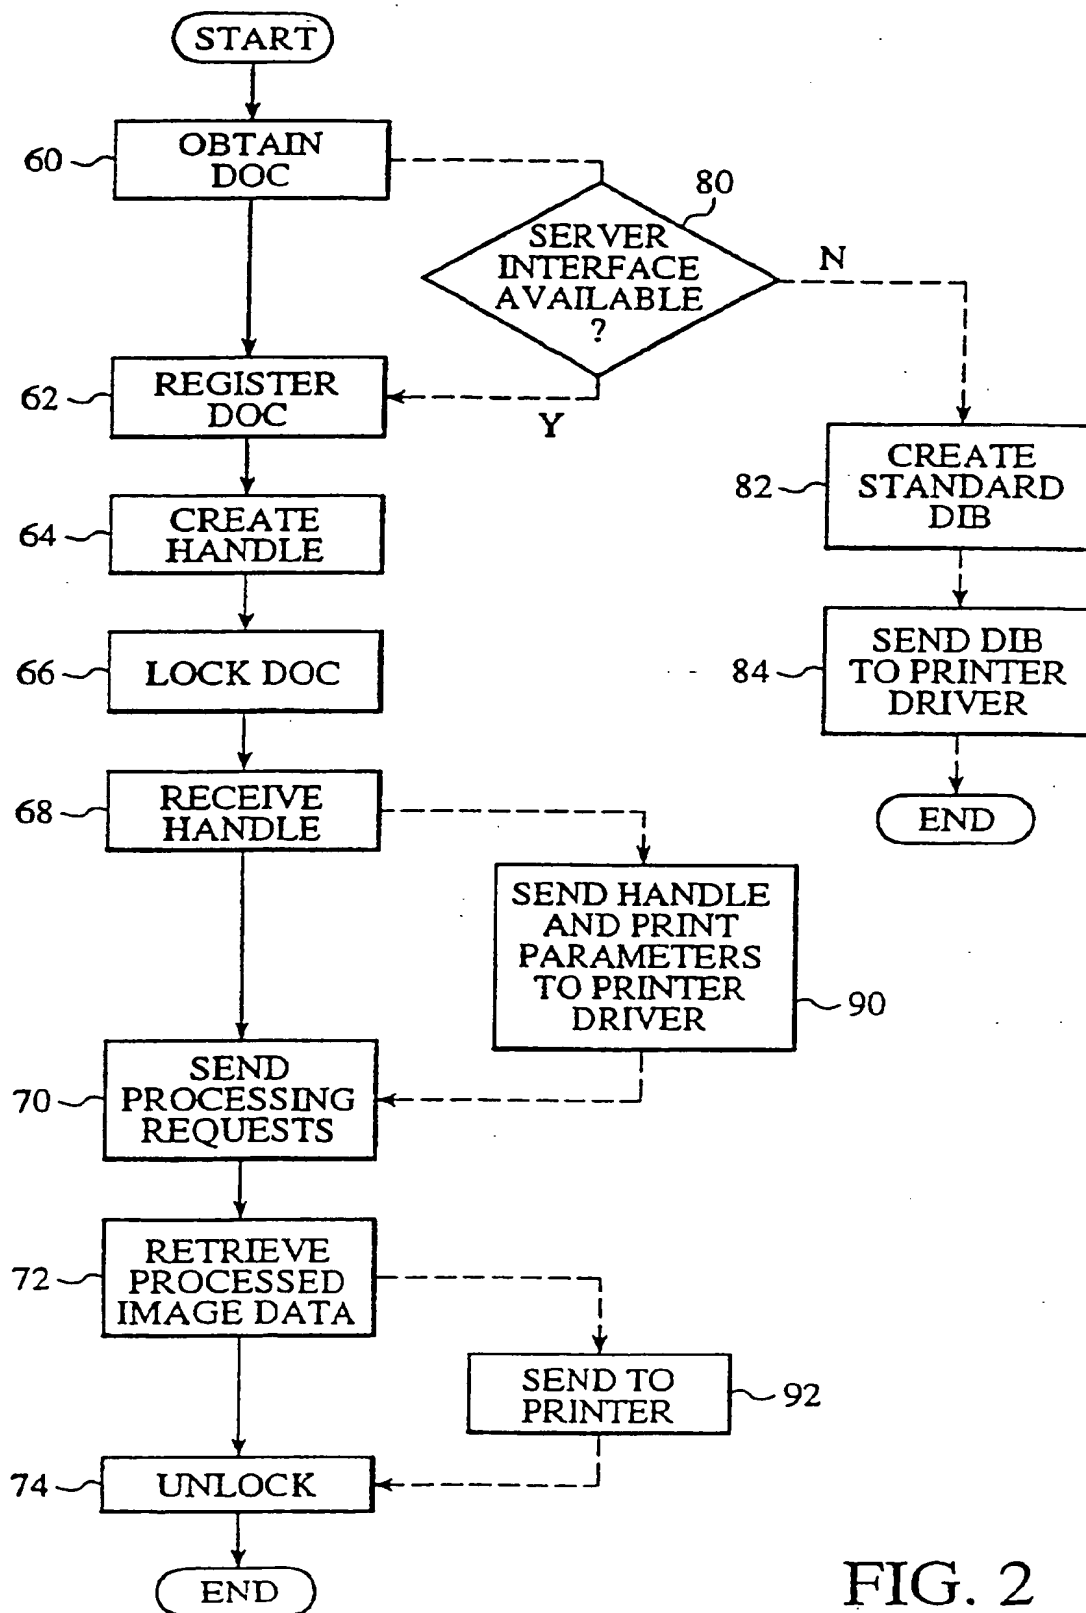 START
60
OBTAIN
DOC
80
SERVER
INTERFACE
AVAILABLE
?
N
Y
62
REGISTER
DOC
64
CREATE
HANDLE
82
CREATE
STANDARD
DIB
66
LOCK DOC
84
SEND DIB
TO PRINTER
DRIVER
68
RECEIVE
HANDLE
END
SEND HANDLE
AND PRINT
PARAMETERS
TO PRINTER
DRIVER
90
70
SEND
PROCESSING
REQUESTS
72
RETRIEVE
PROCESSED
IMAGE DATA
SEND TO
PRINTER
92
74
UNLOCK
END
FIG. 2